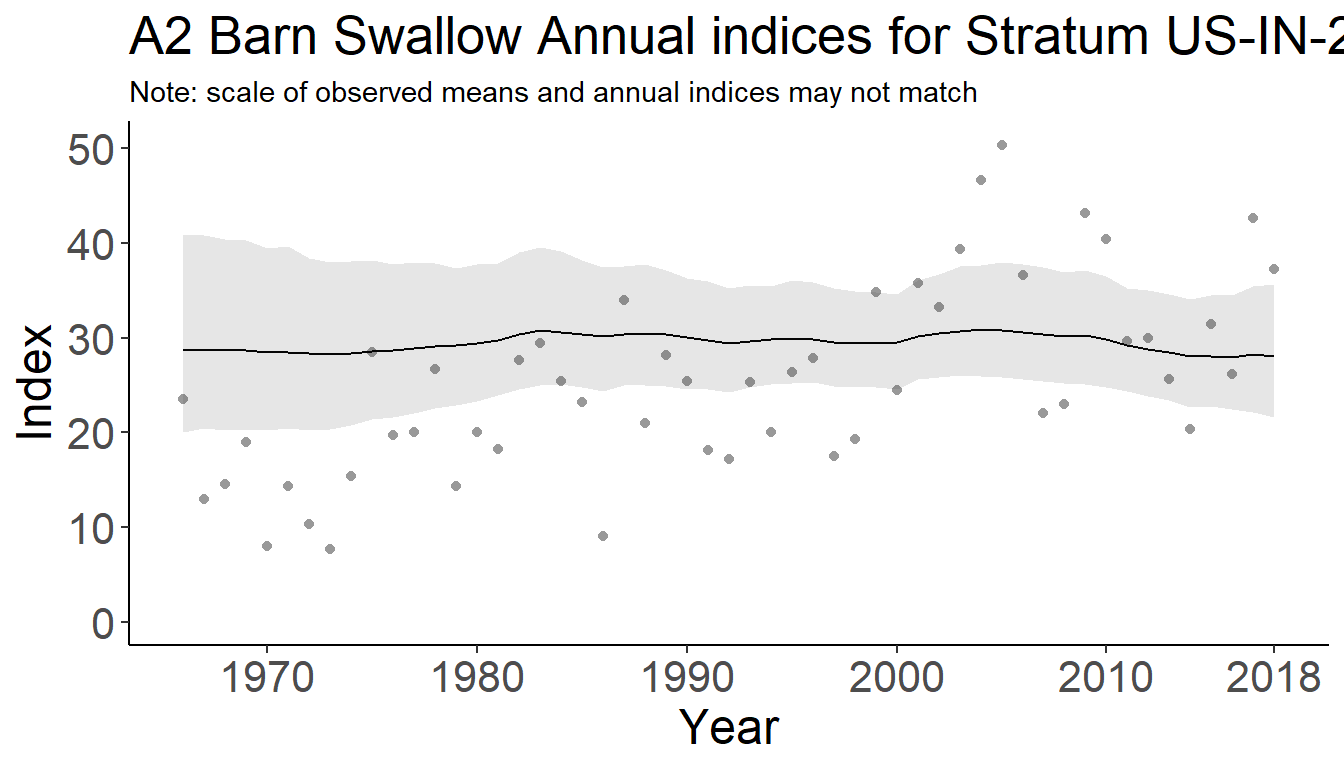 A2 Barn Swallow Annual indices for Stratum US-IN-2
Note: scale of observed means and annual indices may not match
50
40
30
20
10
0
Index
1970 1980 1990 2000 2010 2018
Year